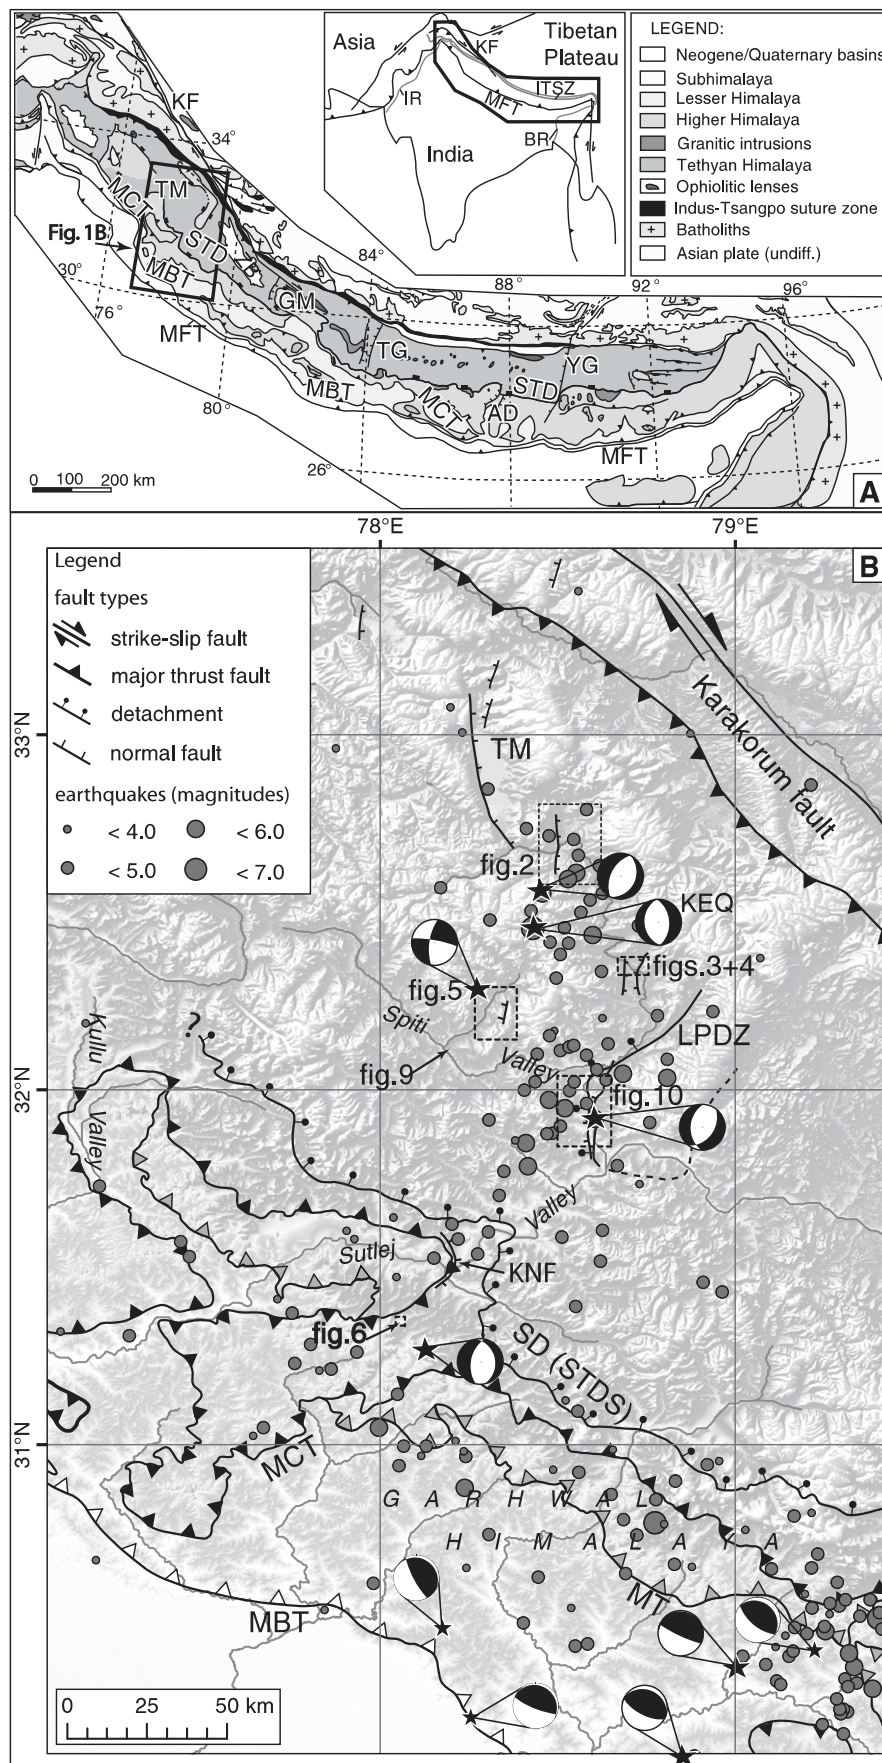 Asia
Tibetan
Plateau
KF
ITSZ
IR
MFT
BR
India
LEGEND:
Neogene/Quaternary basins
Subhimalaya
Lesser Himalaya
Higher Himalaya
Granitic intrusions
Tethyan Himalaya
Ophiolitic lenses
Indus-Tsangpo suture zone
Batholiths
Asian plate (undiff.)
KF
34°
TM
MCT
Fig. 1B
STD
ZB
30°
MBT
84°
88°
92°
96°
76°
GM
MFT
TG
YG
MBT
STD
80°
MCT
AD
MFT
26°
0 100 200 km
A
78°E
79°E
B
Legend
fault types
strike-slip fault
major thrust fault
detachment
normal fault
earthquakes (magnitudes)
< 4.0
< 6.0
< 5.0
< 7.0
33°N
TM
Karakorum fault
fig.2
KEQ
figs.3+4
fig.5
Spiti
Valley
LPDZ
Kullu
Valley
?
fig.9
32°N
fig.10
Valley
Sutlej
KNF
fig.6
SD (STDS)
31°N
MCT
GARHWAL
HIMALAYA
MT
MBT
0 25 50 km